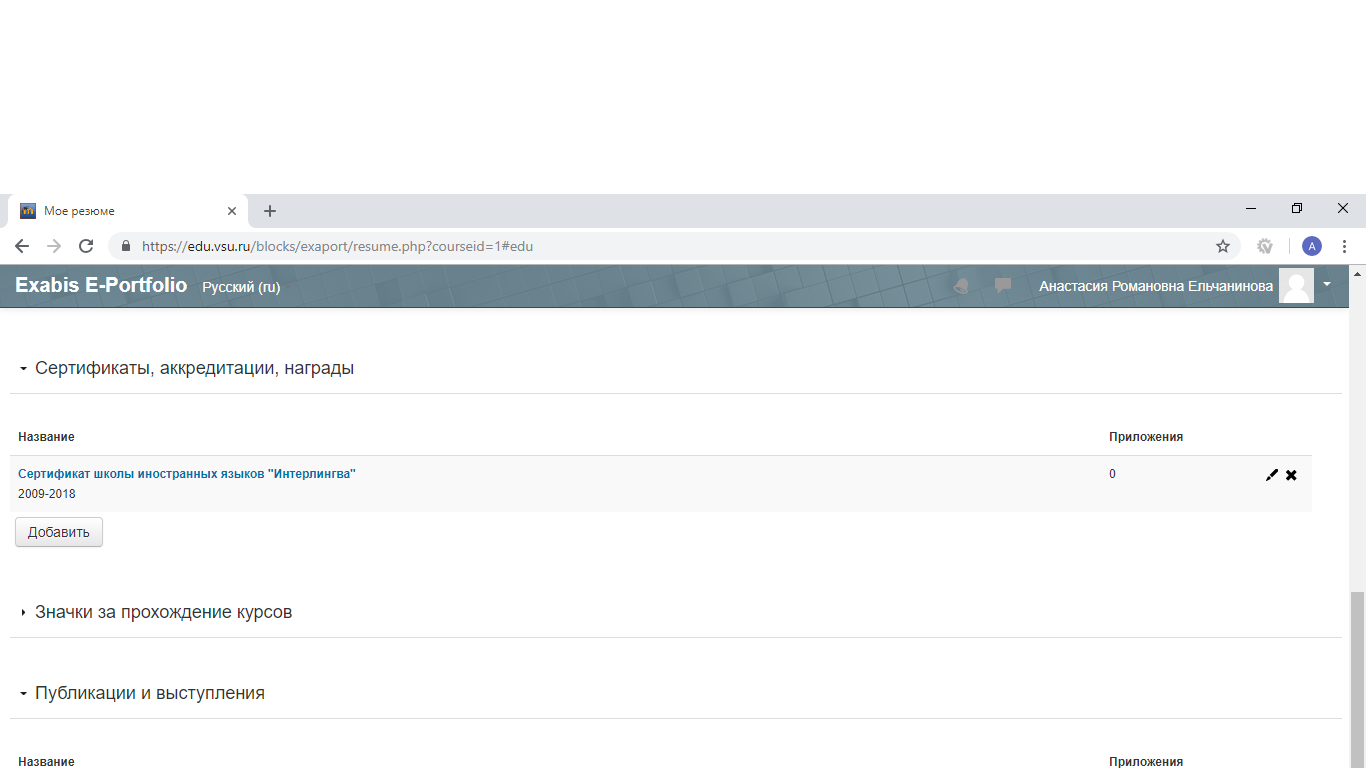 Мое резюме
https://edu.vsu.ru/blocks/exaport/resume.php?courseid=1#edu
A
Exabis E-Portfolio Русский (ru) Анастасия Романовна Ельчанинова
Сертификаты, аккредитации, награды
Название Приложения
Сертификат школы иностранных языков "Интерлингва" 0
2009-2018
Добавить
Значки за прохождение курсов
Публикации и выступления
Название Приложения